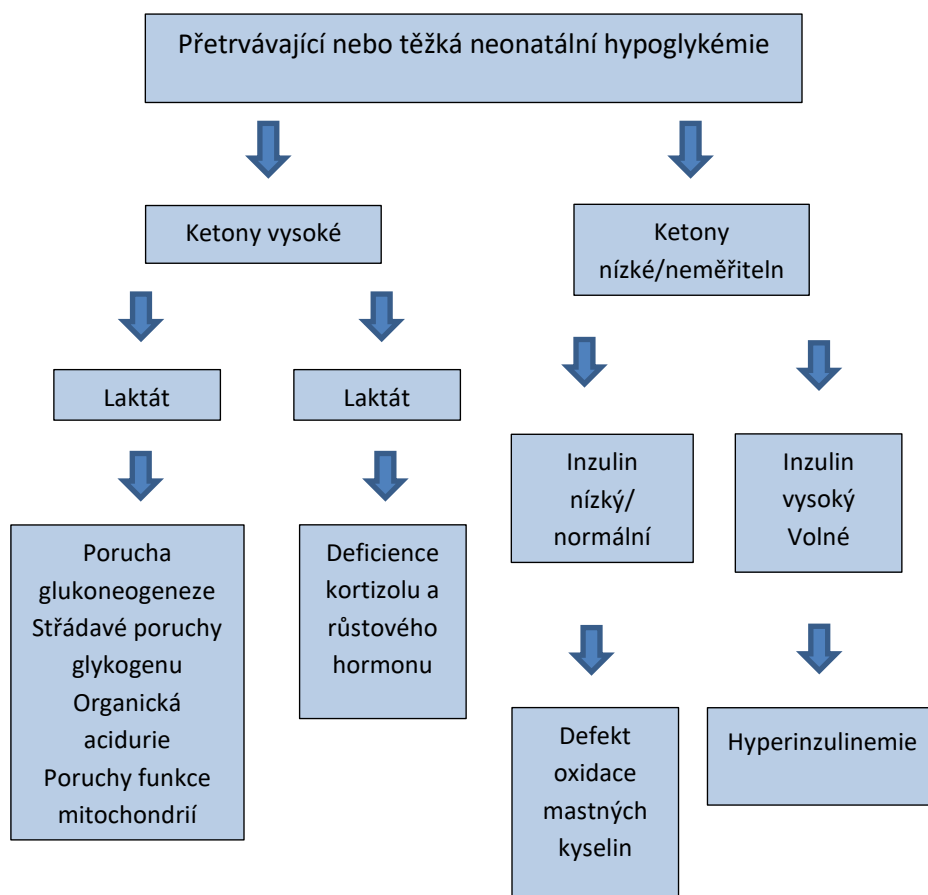 Přetrvávající nebo těžká neonatální hypoglykémie
Ketony vysoké
Ketony
nízké/neměřiteln
Laktát
Laktát
Inzulin
nízký/
normální
Inzulin
vysoký
Volné
Porucha
glukoneogeneze
Střádavé poruchy
glykogenu
Organická
acidurie
Poruchy funkce
mitochondrií
Deficience
kortizolu a
růstového
hormonu
Defekt
oxidace
mastných
kyselin
Hyperinzulinemie